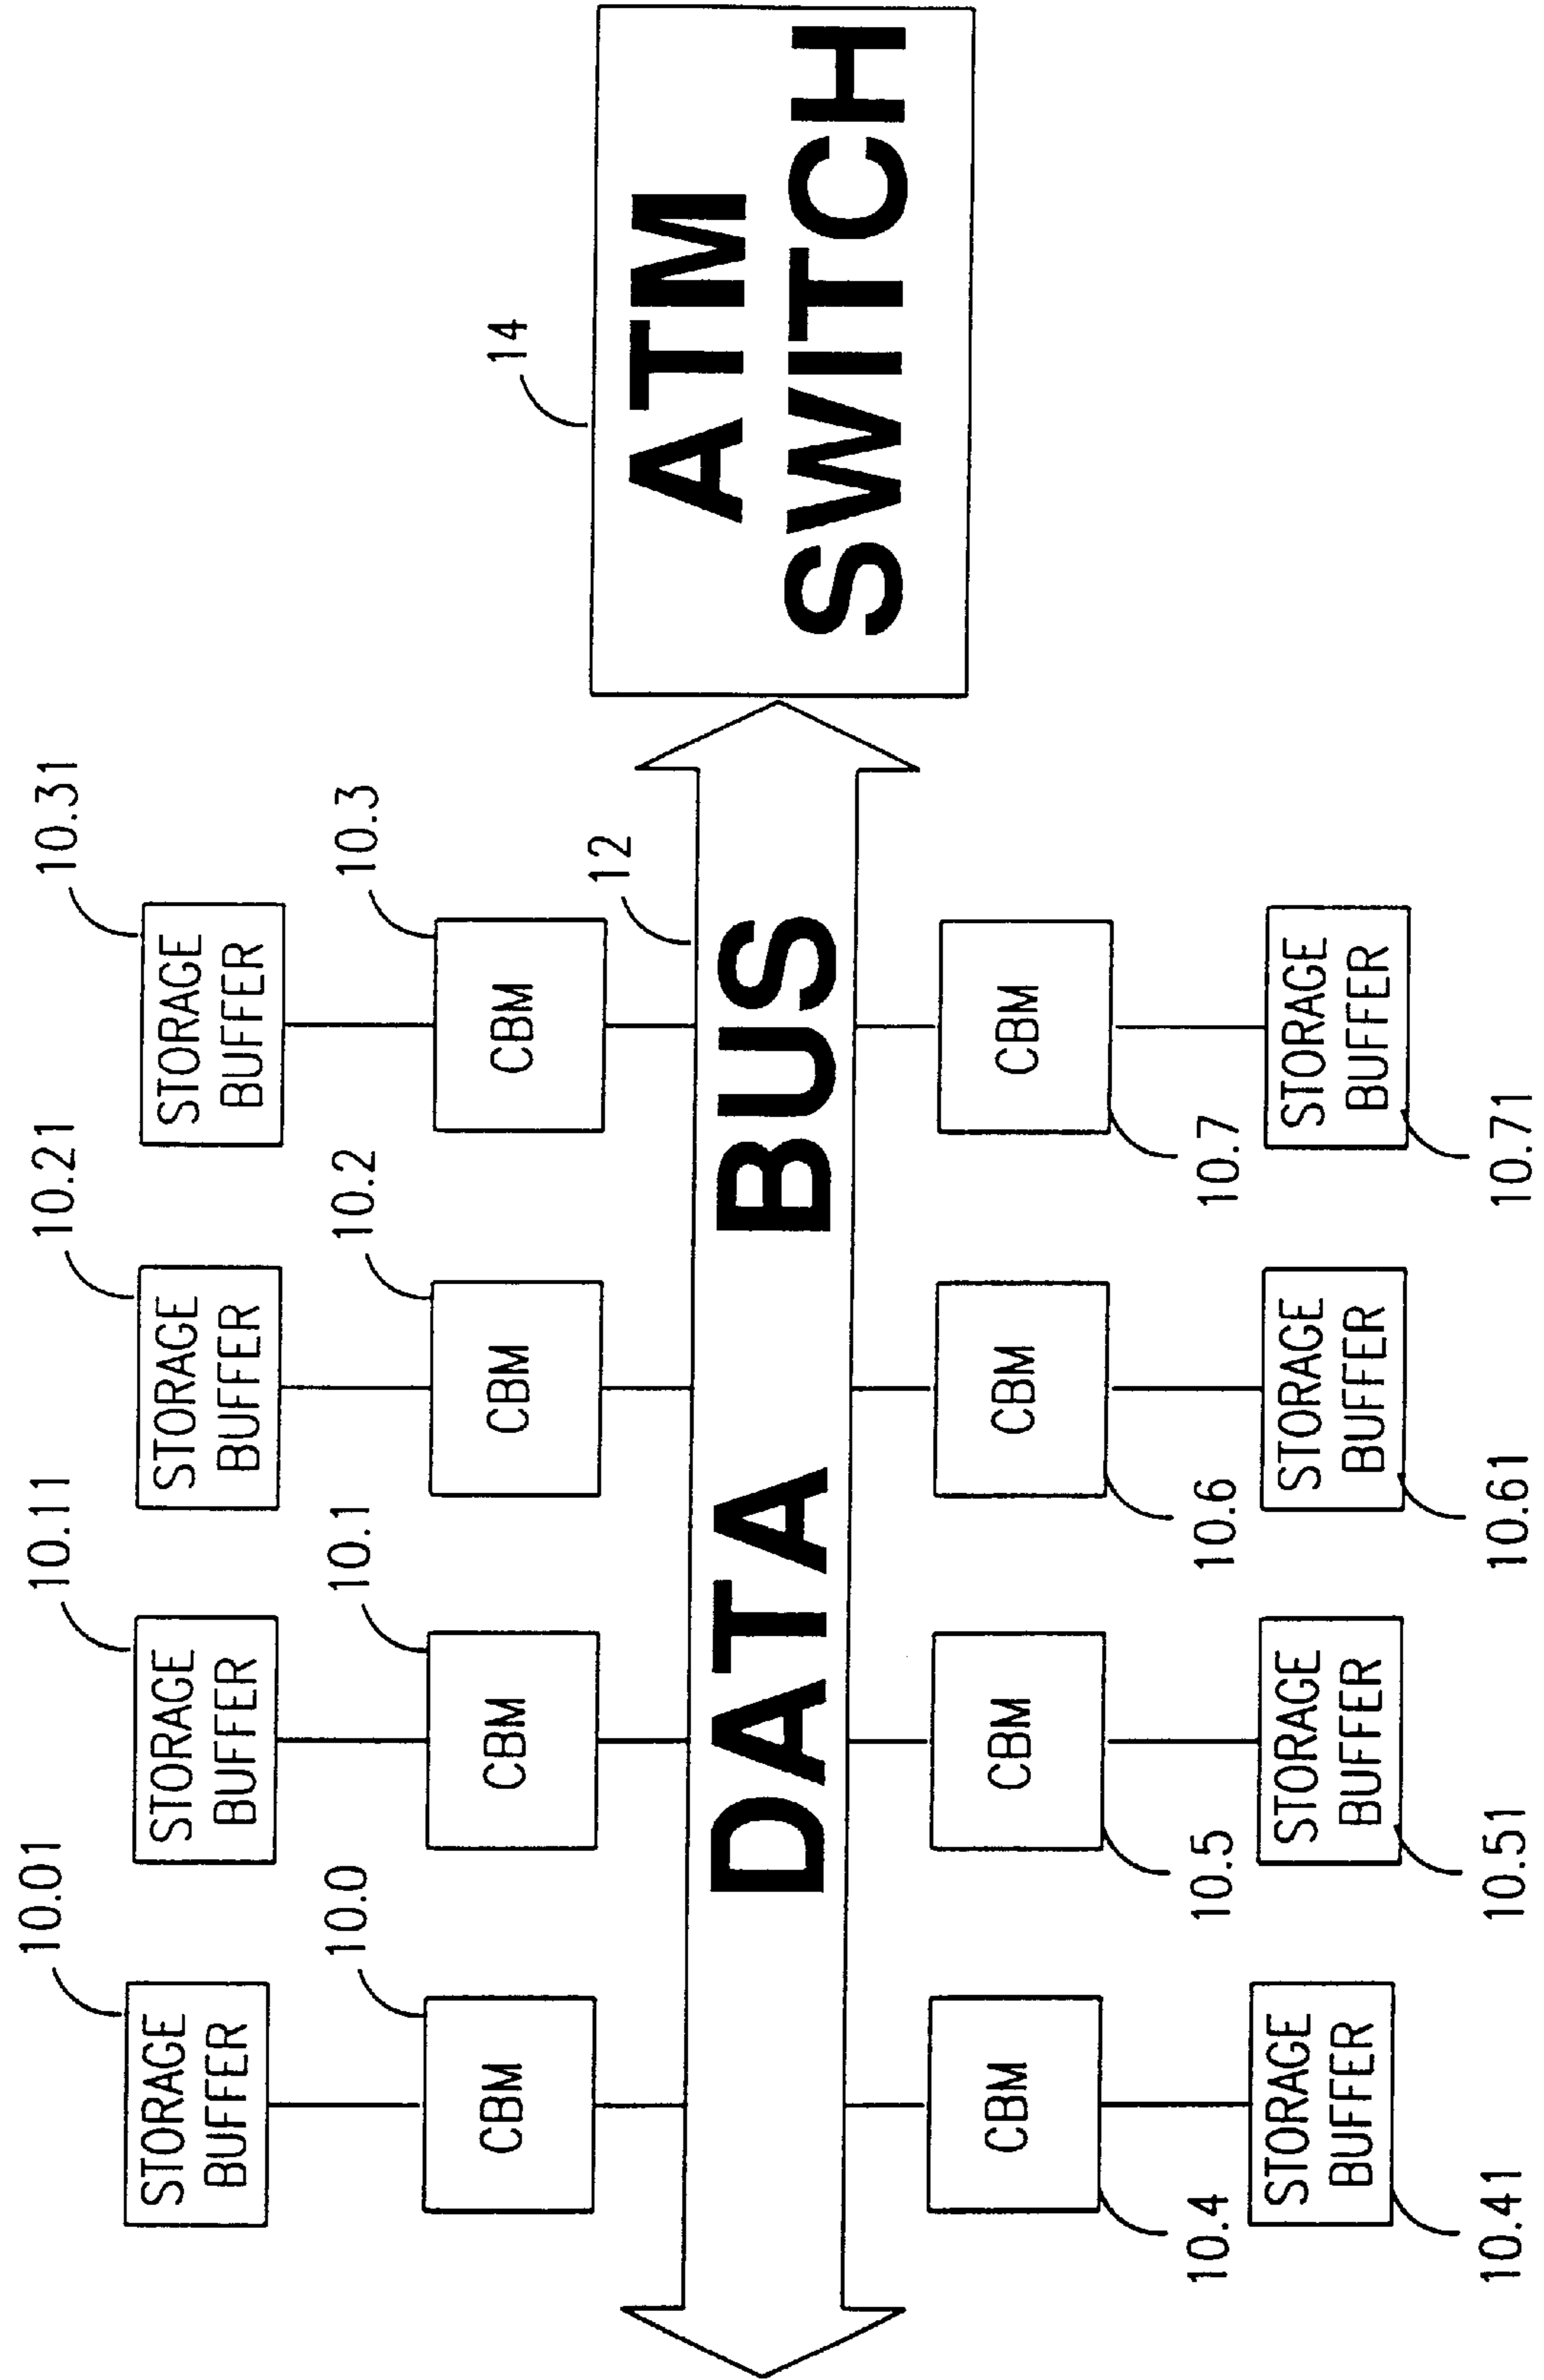 10.01
10.11
10.21
10.31
STORAGE
BUFFER
STORAGE
BUFFER
STORAGE
BUFFER
STORAGE
BUFFER
10.0
10.1
10.2
10.3
CBM
CBM
CBM
CBM
12
14
DATA BUS
ATM
SWITCH
CBM
CBM
CBM
CBM
10.4
10.5
10.6
10.7
STORAGE
BUFFER
STORAGE
BUFFER
STORAGE
BUFFER
STORAGE
BUFFER
10.41
10.51
10.61
10.71